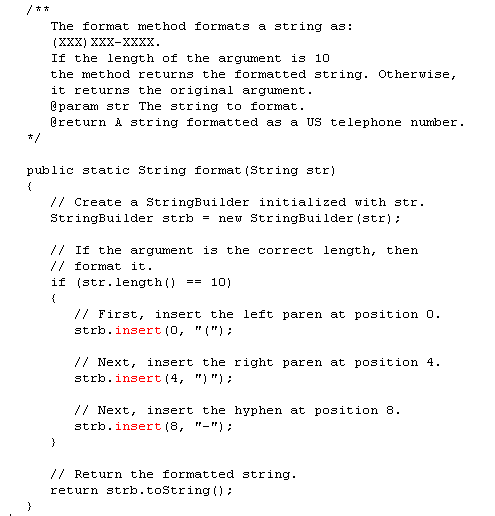 /**
The format method formats a string as:
(XXX)XXX-XXXX.
If the length of the argument is 10
the method returns the formatted string. Otherwise,
it returns the original argument.
@param str The string to format.
@return A string formatted as a US telephone number.
*/
public static String format(String str)
{
// Create a StringBuilder initialized with str.
StringBuilder strb = new StringBuilder(str);
// If the argument is the correct length, then
// format it.
if (str.length() == 10)
{
// First, insert the left paren at position 0.
strb.insert(0, "(");
// Next, insert the right paren at position 4.
strb.insert(4, ")");
// Next, insert the hyphen at position 8.
strb.insert(8, "-");
}
// Return the formatted string.
return strb.toString();
}